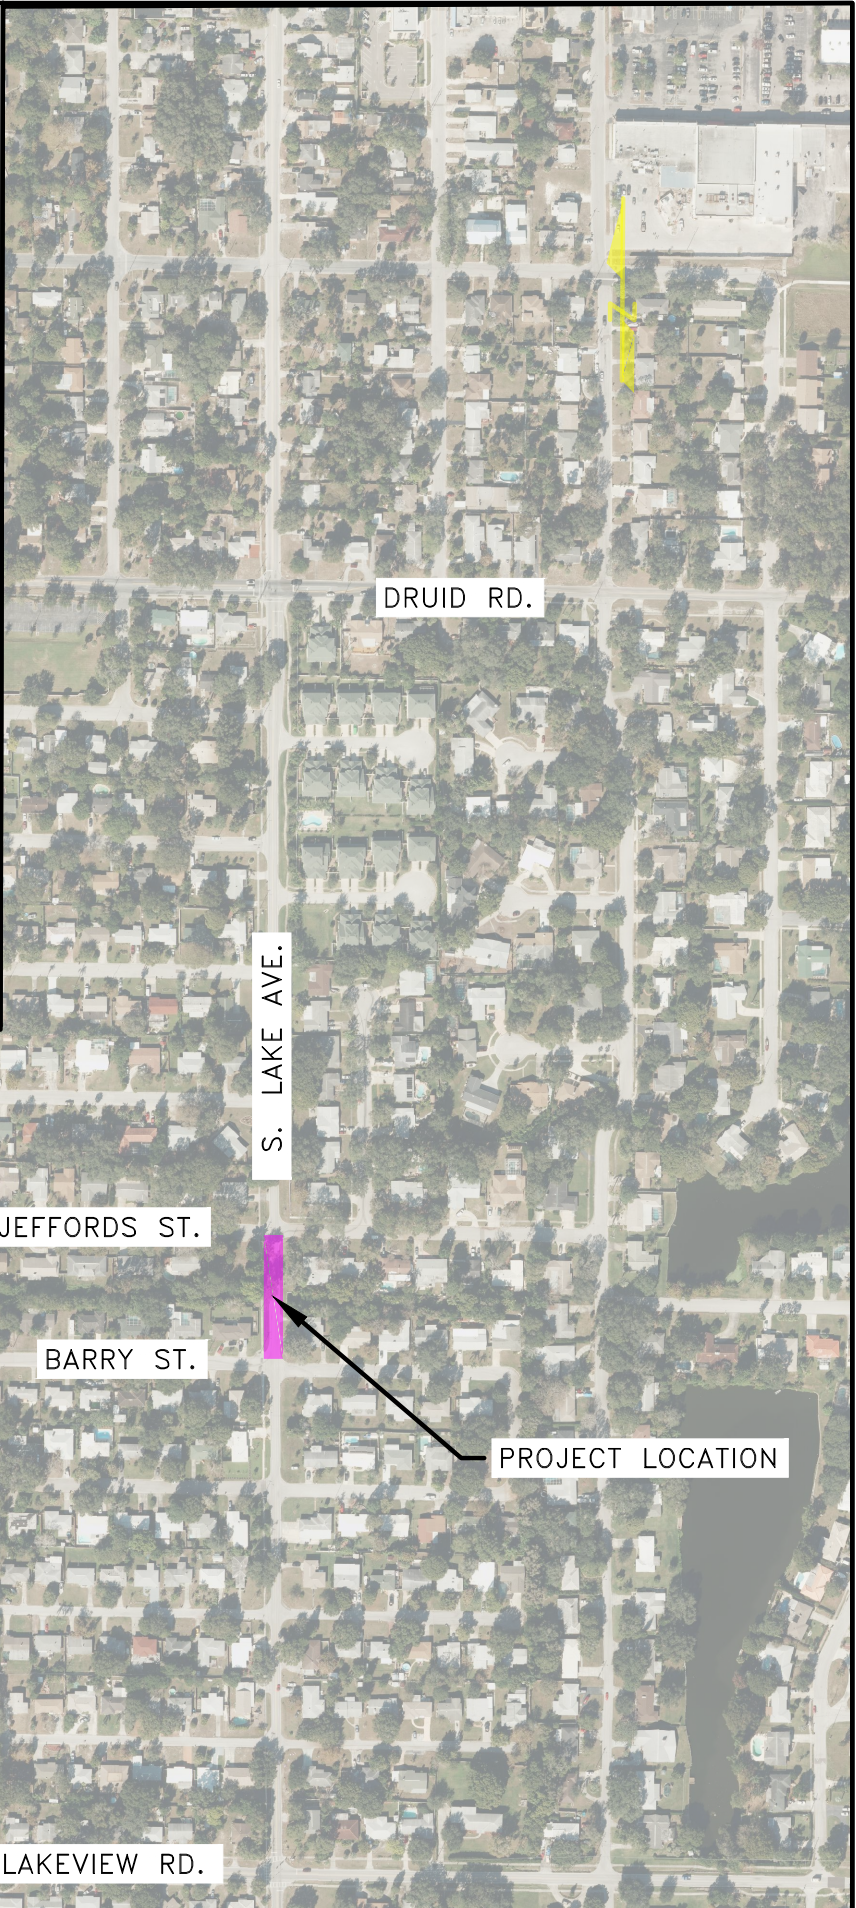 DRUID RD.
S. LAKE AVE.
JEFFORDS ST.
BARRY ST.
PROJECT LOCATION
LAKEVIEW RD.
N